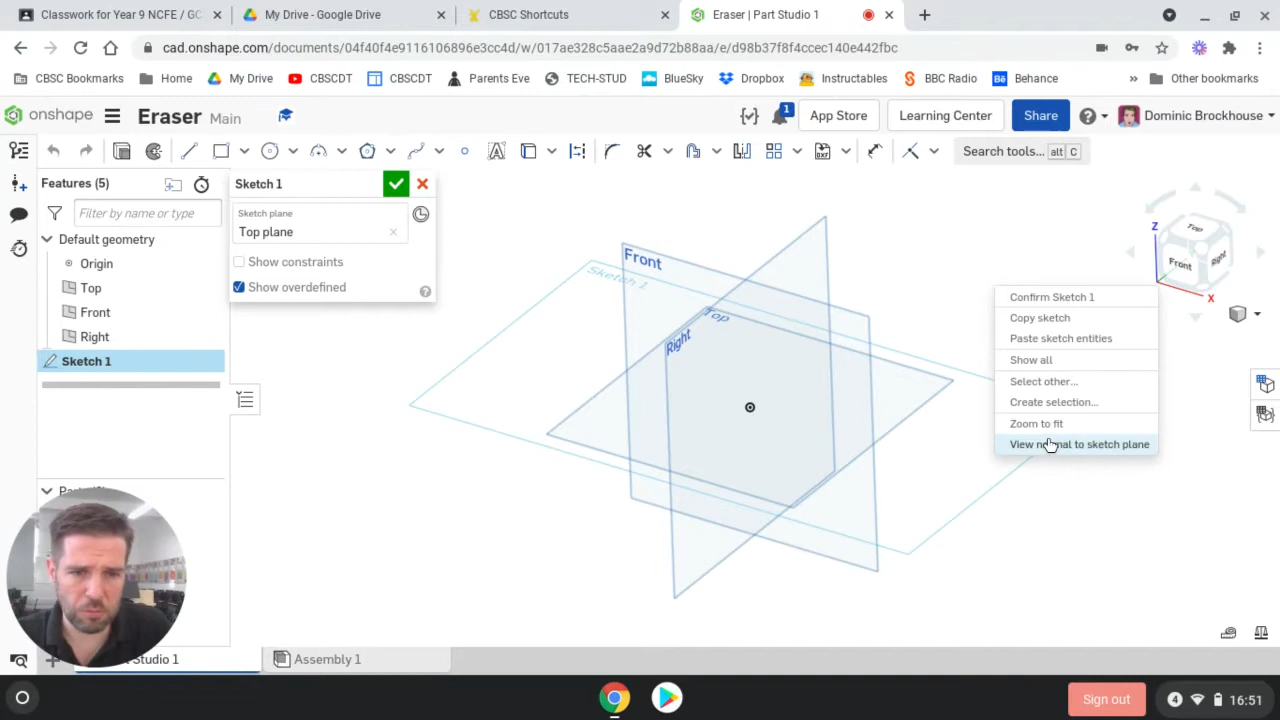 Classwork for Year 9 NCFE / GC
My Drive - Google Drive
CBSC Shortcuts
Eraser | Part Studio 1
cad.onshape.com/documents/04f40f4e9116106896e3cc4d/w/017ae328c5aae2a9d72b88aa/e/d98b37f8f4ccec140e442fbc
CBSC Bookmarks
Home
My Drive
CBSCDT
CBSCDT
Parents Eve
TECH-STUD
BlueSky
Dropbox
Instructables
BBC Radio
Behance
Other bookmarks
onshape
Eraser Main
1
App Store
Learning Center
Share
Dominic Brockhouse
Search tools... alt C
Features (5)
Filter by name or type
Default geometry
Origin
Top
Front
Right
Sketch 1
Sketch 1
Sketch plane
Top plane
Show constraints
Show overdefined
Front
Sketch 1
Top
Right
Z
Top
Front
Right
X
Confirm Sketch 1
Copy sketch
Paste sketch entities
Show all
Select other...
Create selection...
Zoom to fit
View normal to sketch plane
Studio 1
Assembly 1
Sign out
4
16:51